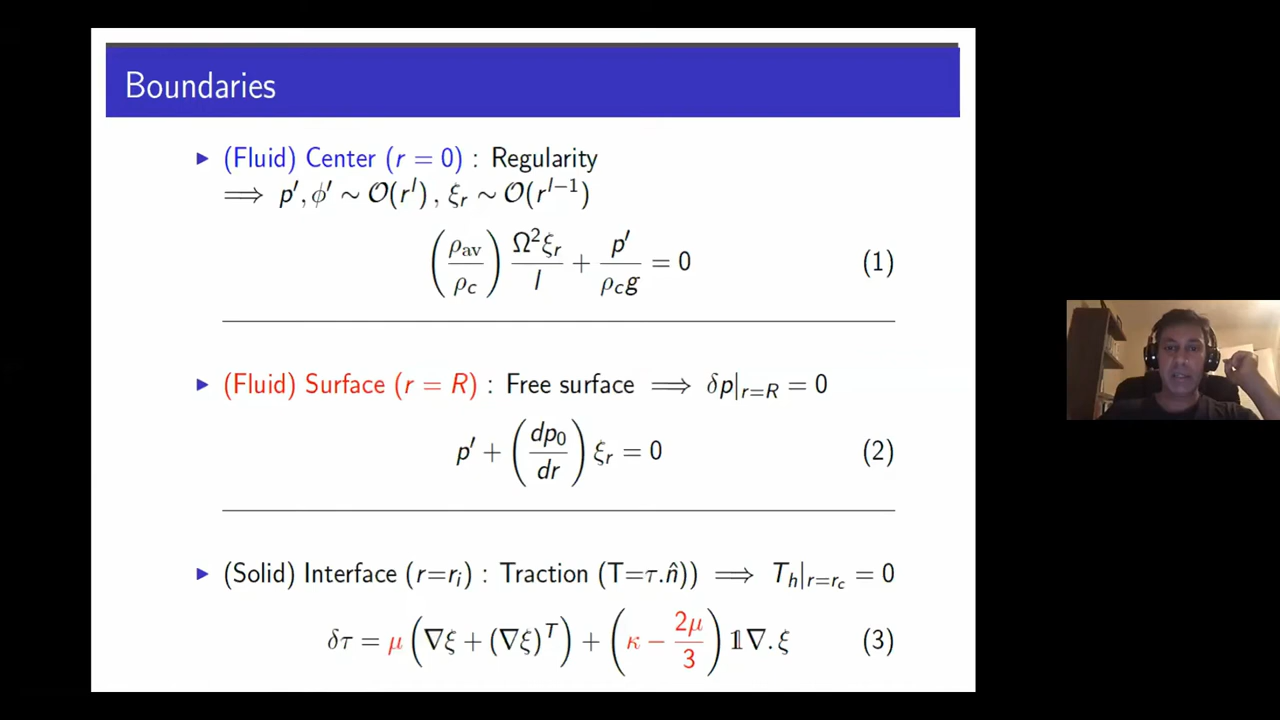 Boundaries
▶ (Fluid) Center (r = 0) : Regularity
⟹ p′, ϕ′ ∼ 𝒪(r^l) , ξ_r ∼ 𝒪(r^{l−1})
(ρ_av / ρ_c) Ω²ξ_r / l + p′ / ρ_c g = 0 (1)
▶ (Fluid) Surface (r = R) : Free surface ⟹ δp|_{r=R} = 0
p′ + (dp₀ / dr) ξ_r = 0 (2)
▶ (Solid) Interface (r=r_i) : Traction (T=τ.n̂)) ⟹ T_h|_{r=r_c} = 0
δτ = μ (∇ξ + (∇ξ)^T) + (κ − 2μ / 3) 𝟙∇.ξ (3)